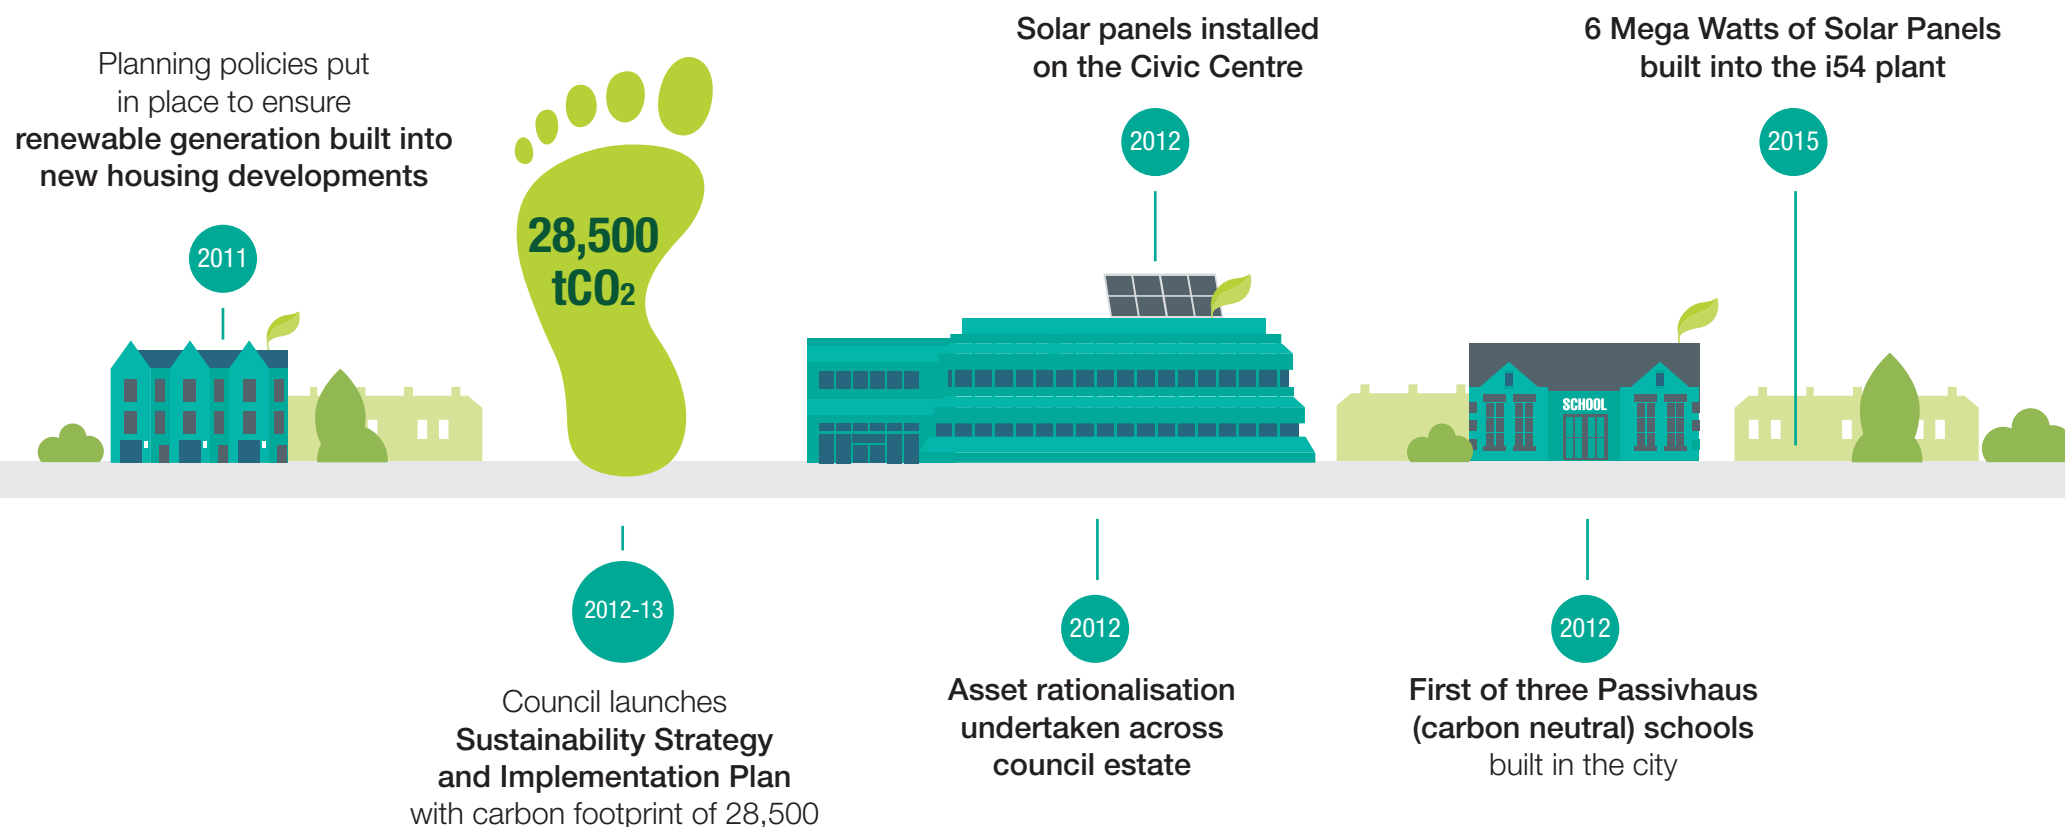 Planning policies put
in place to ensure
renewable generation built into
new housing developments
2011
28,500
tCO₂
2012-13
Council launches
Sustainability Strategy
and Implementation Plan
with carbon footprint of 28,500
Solar panels installed
on the Civic Centre
2012
2012
Asset rationalisation
undertaken across
council estate
SCHOOL
2012
First of three Passivhaus
(carbon neutral) schools
built in the city
6 Mega Watts of Solar Panels
built into the i54 plant
2015